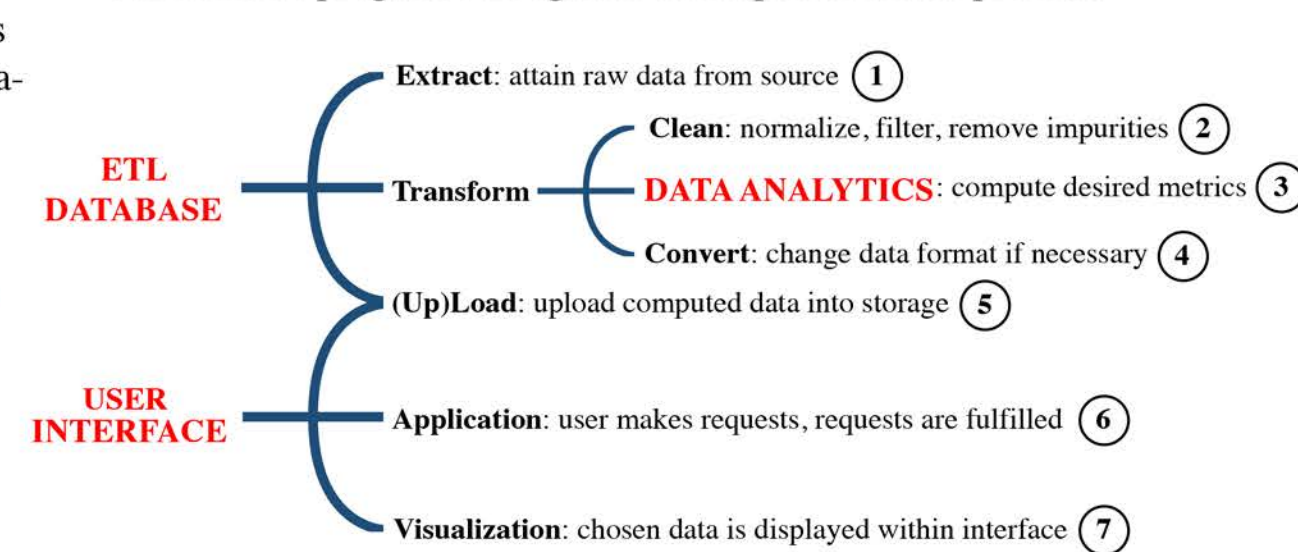 s
a-
Extract: attain raw data from source 1
Clean: normalize, filter, remove impurities 2
ETL
DATABASE
Transform
DATA ANALYTICS: compute desired metrics 3
Convert: change data format if necessary 4
(Up)Load: upload computed data into storage 5
USER
INTERFACE
Application: user makes requests, requests are fulfilled 6
Visualization: chosen data is displayed within interface 7